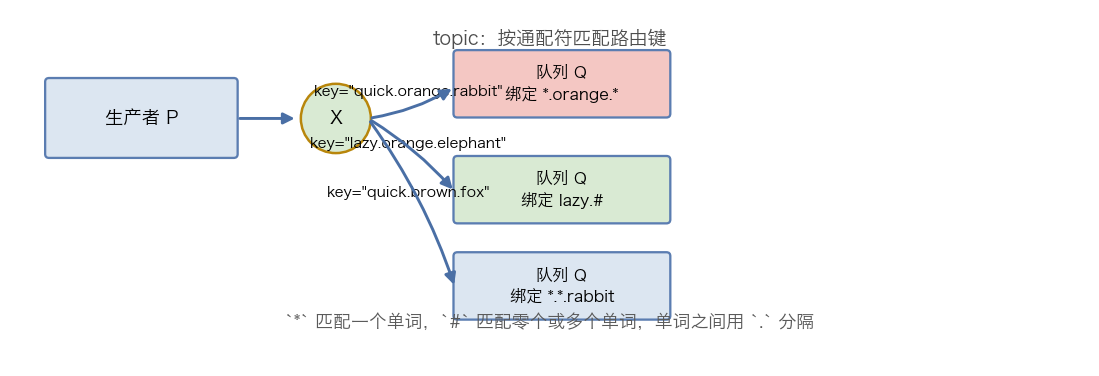 topic：按通配符匹配路由键
生产者 P
X
key="quick.orange.rabbit"
key="lazy.orange.elephant"
key="quick.brown.fox"
队列 Q
绑定 *.orange.*
队列 Q
绑定 lazy.#
队列 Q
绑定 *.*.rabbit
`*` 匹配一个单词，`#` 匹配零个或多个单词，单词之间用 `.` 分隔